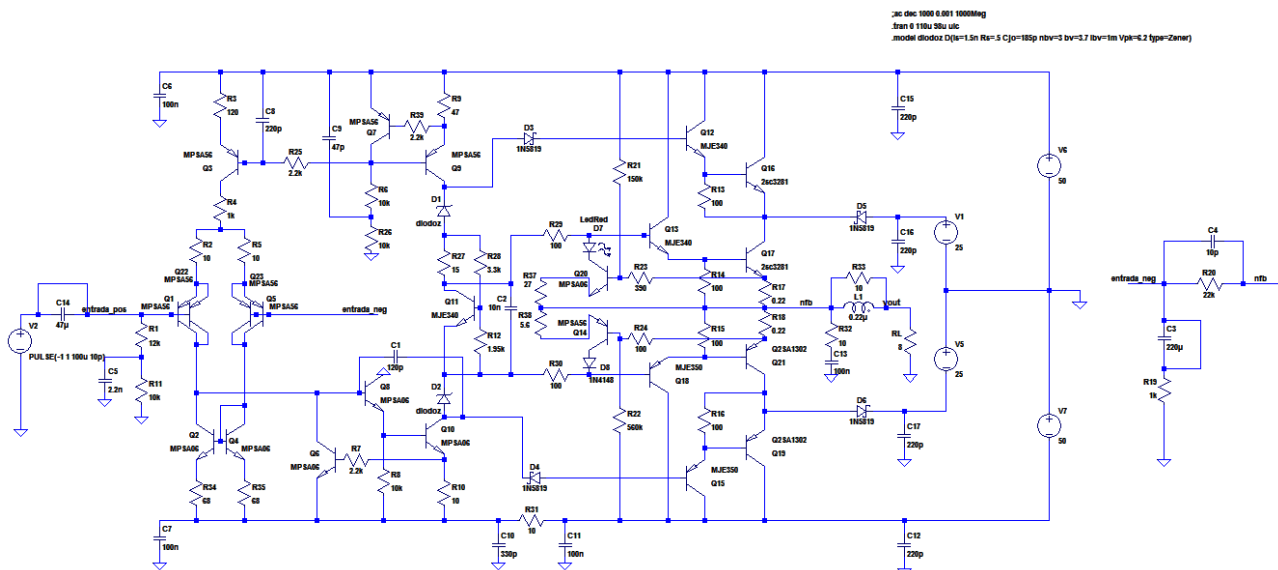 ;ac dec 1000 0.001 1000Meg
.tran 0 110u 98u uic
.model diodoz D(Is=1.5n Rs=.5 Cjo=185p nbv=3 bv=3.7 Ibv=1m Vpk=6.2 type=Zener)
C6
100n
R3
120
C8
220p
C9
47p
MPSA56
Q7
R39
2.2k
R9
47
MPSA56
Q3
R25
2.2k
MPSA56
Q9
D3
1N5819
Q12
MJE340
C15
220p
V6
50
R4
1k
R6
10k
R26
10k
D1
diodoz
R21
150k
R13
100
Q16
2sc3281
R2
10
R5
10
R27
15
R28
3.3k
R29
100
LedRed
D7
Q13
MJE340
D5
1N5819
C16
220p
V1
25
Q22
MPSA56
Q1
Q23
MPSA56
Q5
C14
47µ
entrada_pos
entrada_neg
V2
PULSE(-1 1 100u 10p)
R1
12k
C5
2.2n
R11
10k
Q11
MJE340
C2
10n
R12
1.95k
R37
27
R38
5.6
Q20
MPSA06
MPSA56
Q14
R23
390
R24
100
R14
100
R15
100
Q17
2sc3281
R17
0.22
R18
0.22
nfb
R33
10
L1
0.22µ
vout
R32
10
C13
100n
RL
8
C4
10p
entrada_neg
R20
22k
nfb
C3
220µ
R19
1k
C1
120p
Q8
MPSA06
D2
diodoz
R30
100
D8
1N4148
MJE350
Q18
Q2SA1302
Q21
V5
25
D6
1N5819
C17
220p
Q2
MPSA06
Q4
MPSA06
Q6
MPSA06
R7
2.2k
R8
10k
Q10
MPSA06
R10
10
D4
1N5819
R22
560k
R16
100
MJE350
Q15
Q2SA1302
Q19
V7
50
R34
68
R35
68
C7
100n
C10
330p
R31
10
C11
100n
C12
220p